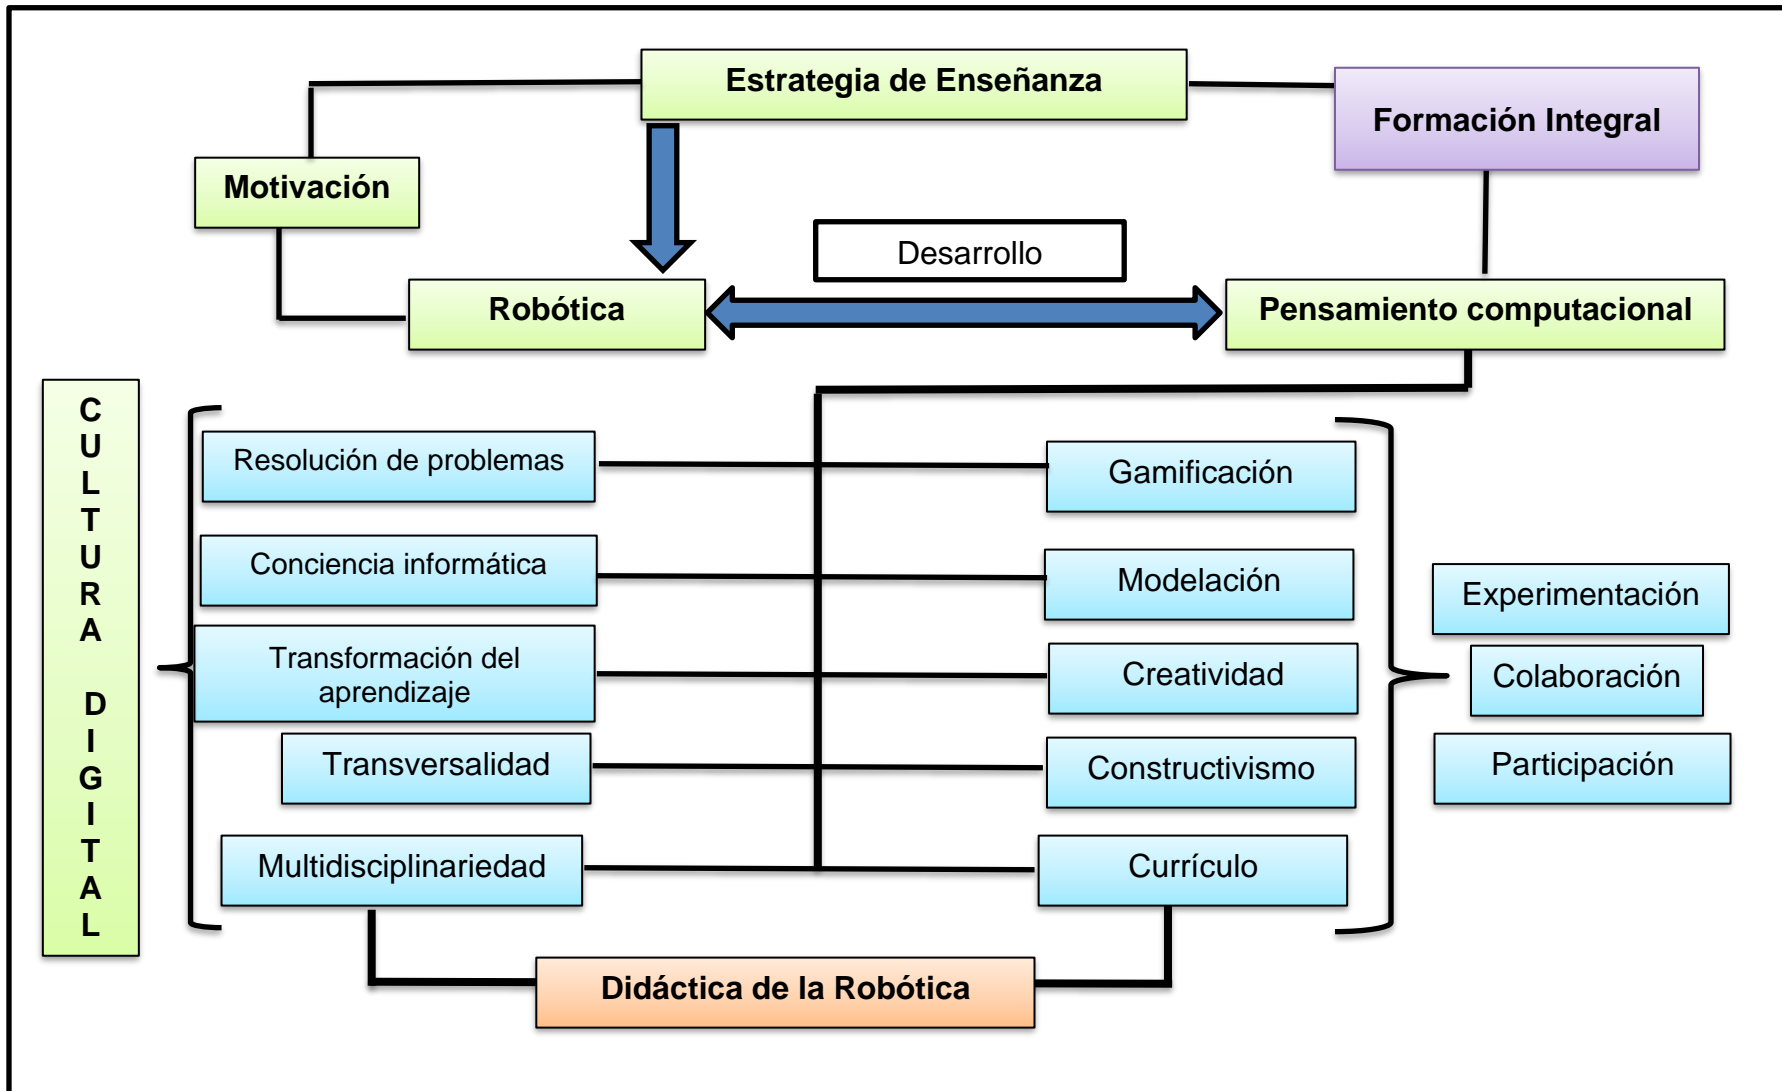 Estrategia de Enseñanza
Formación Integral
Motivación
Desarrollo
Robótica
Pensamiento computacional
C
U
L
T
U
R
A
D
I
G
I
T
A
L
Resolución de problemas
Gamificación
Conciencia informática
Modelación
Experimentación
Transformación del
aprendizaje
Creatividad
Colaboración
Transversalidad
Constructivismo
Participación
Multidisciplinariedad
Currículo
Didáctica de la Robótica